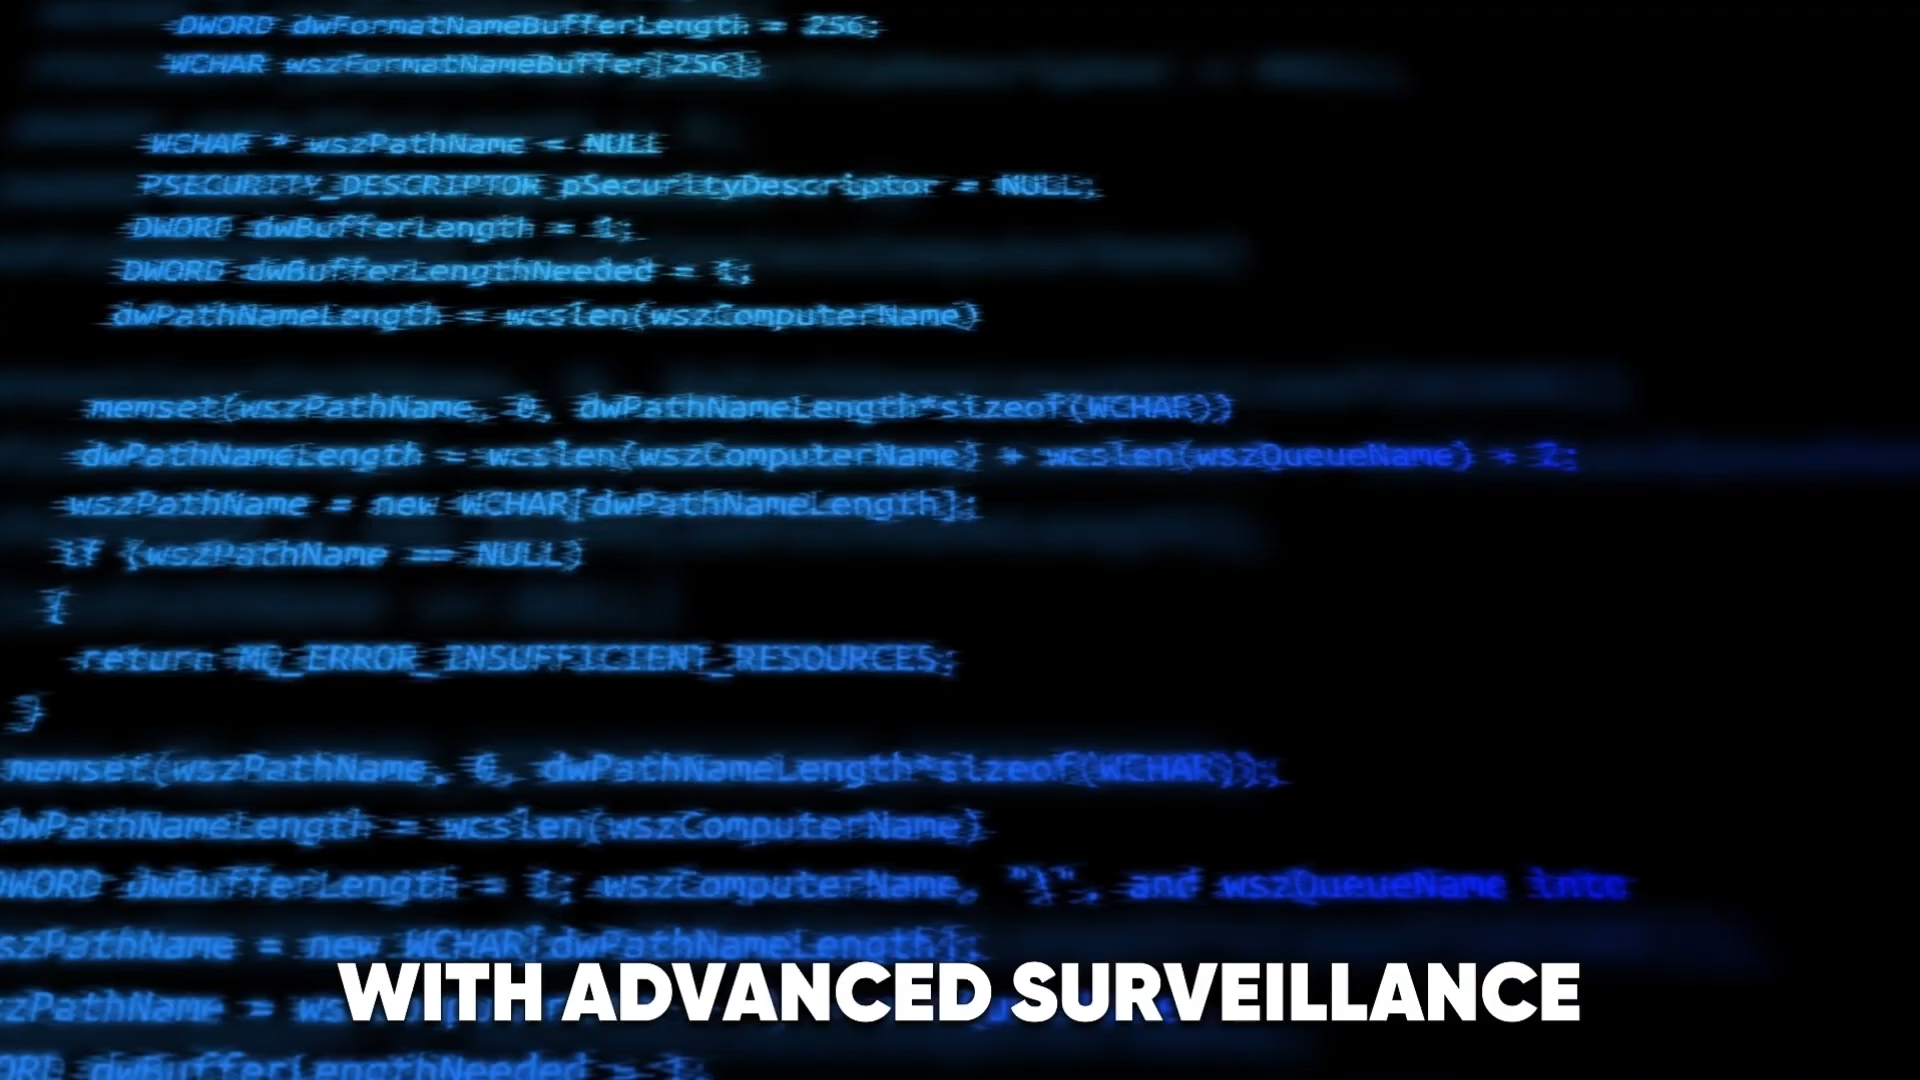 DWORD dwFormatNameBufferLength = 256;
WCHAR wszFormatNameBuffer[256];
WCHAR * wszPathName = NULL
PSECURITY_DESCRIPTOR pSecurityDescriptor = NULL;
DWORD dwBufferLength = 1;
DWORD dwBufferLengthNeeded = 1;
dwPathNameLength = wcslen(wszComputerName)
memset(wszPathName, 0, dwPathNameLength*sizeof(WCHAR))
dwPathNameLength = wcslen(wszComputerName) + wcslen(wszQueueName) + 2;
wszPathName = new WCHAR[dwPathNameLength];
if (wszPathName == NULL)
{
return MQ_ERROR_INSUFFICIENT_RESOURCES;
}
memset(wszPathName, 0, dwPathNameLength*sizeof(WCHAR));
dwPathNameLength = wcslen(wszComputerName)
DWORD dwBufferLength = 1; wszComputerName, "\", and wszQueueName into
szPathName = new WCHAR[dwPathNameLength];
zPathName =
WITH ADVANCED SURVEILLANCE
dwBufferLengthNeeded = 1;